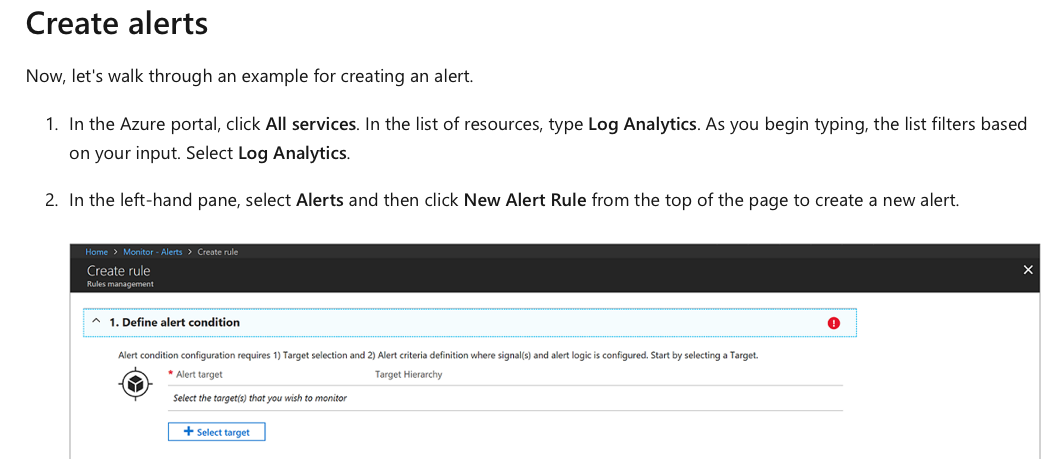 Create alerts
Now, let's walk through an example for creating an alert.
1. In the Azure portal, click All services. In the list of resources, type Log Analytics. As you begin typing, the list filters based
on your input. Select Log Analytics.
2. In the left-hand pane, select Alerts and then click New Alert Rule from the top of the page to create a new alert.
Home > Monitor - Alerts > Create rule
Create rule
Rules management
1. Define alert condition
Alert condition configuration requires 1) Target selection and 2) Alert criteria definition where signal(s) and alert logic is configured. Start by selecting a Target.
* Alert target Target Hierarchy
Select the target(s) that you wish to monitor
+ Select target